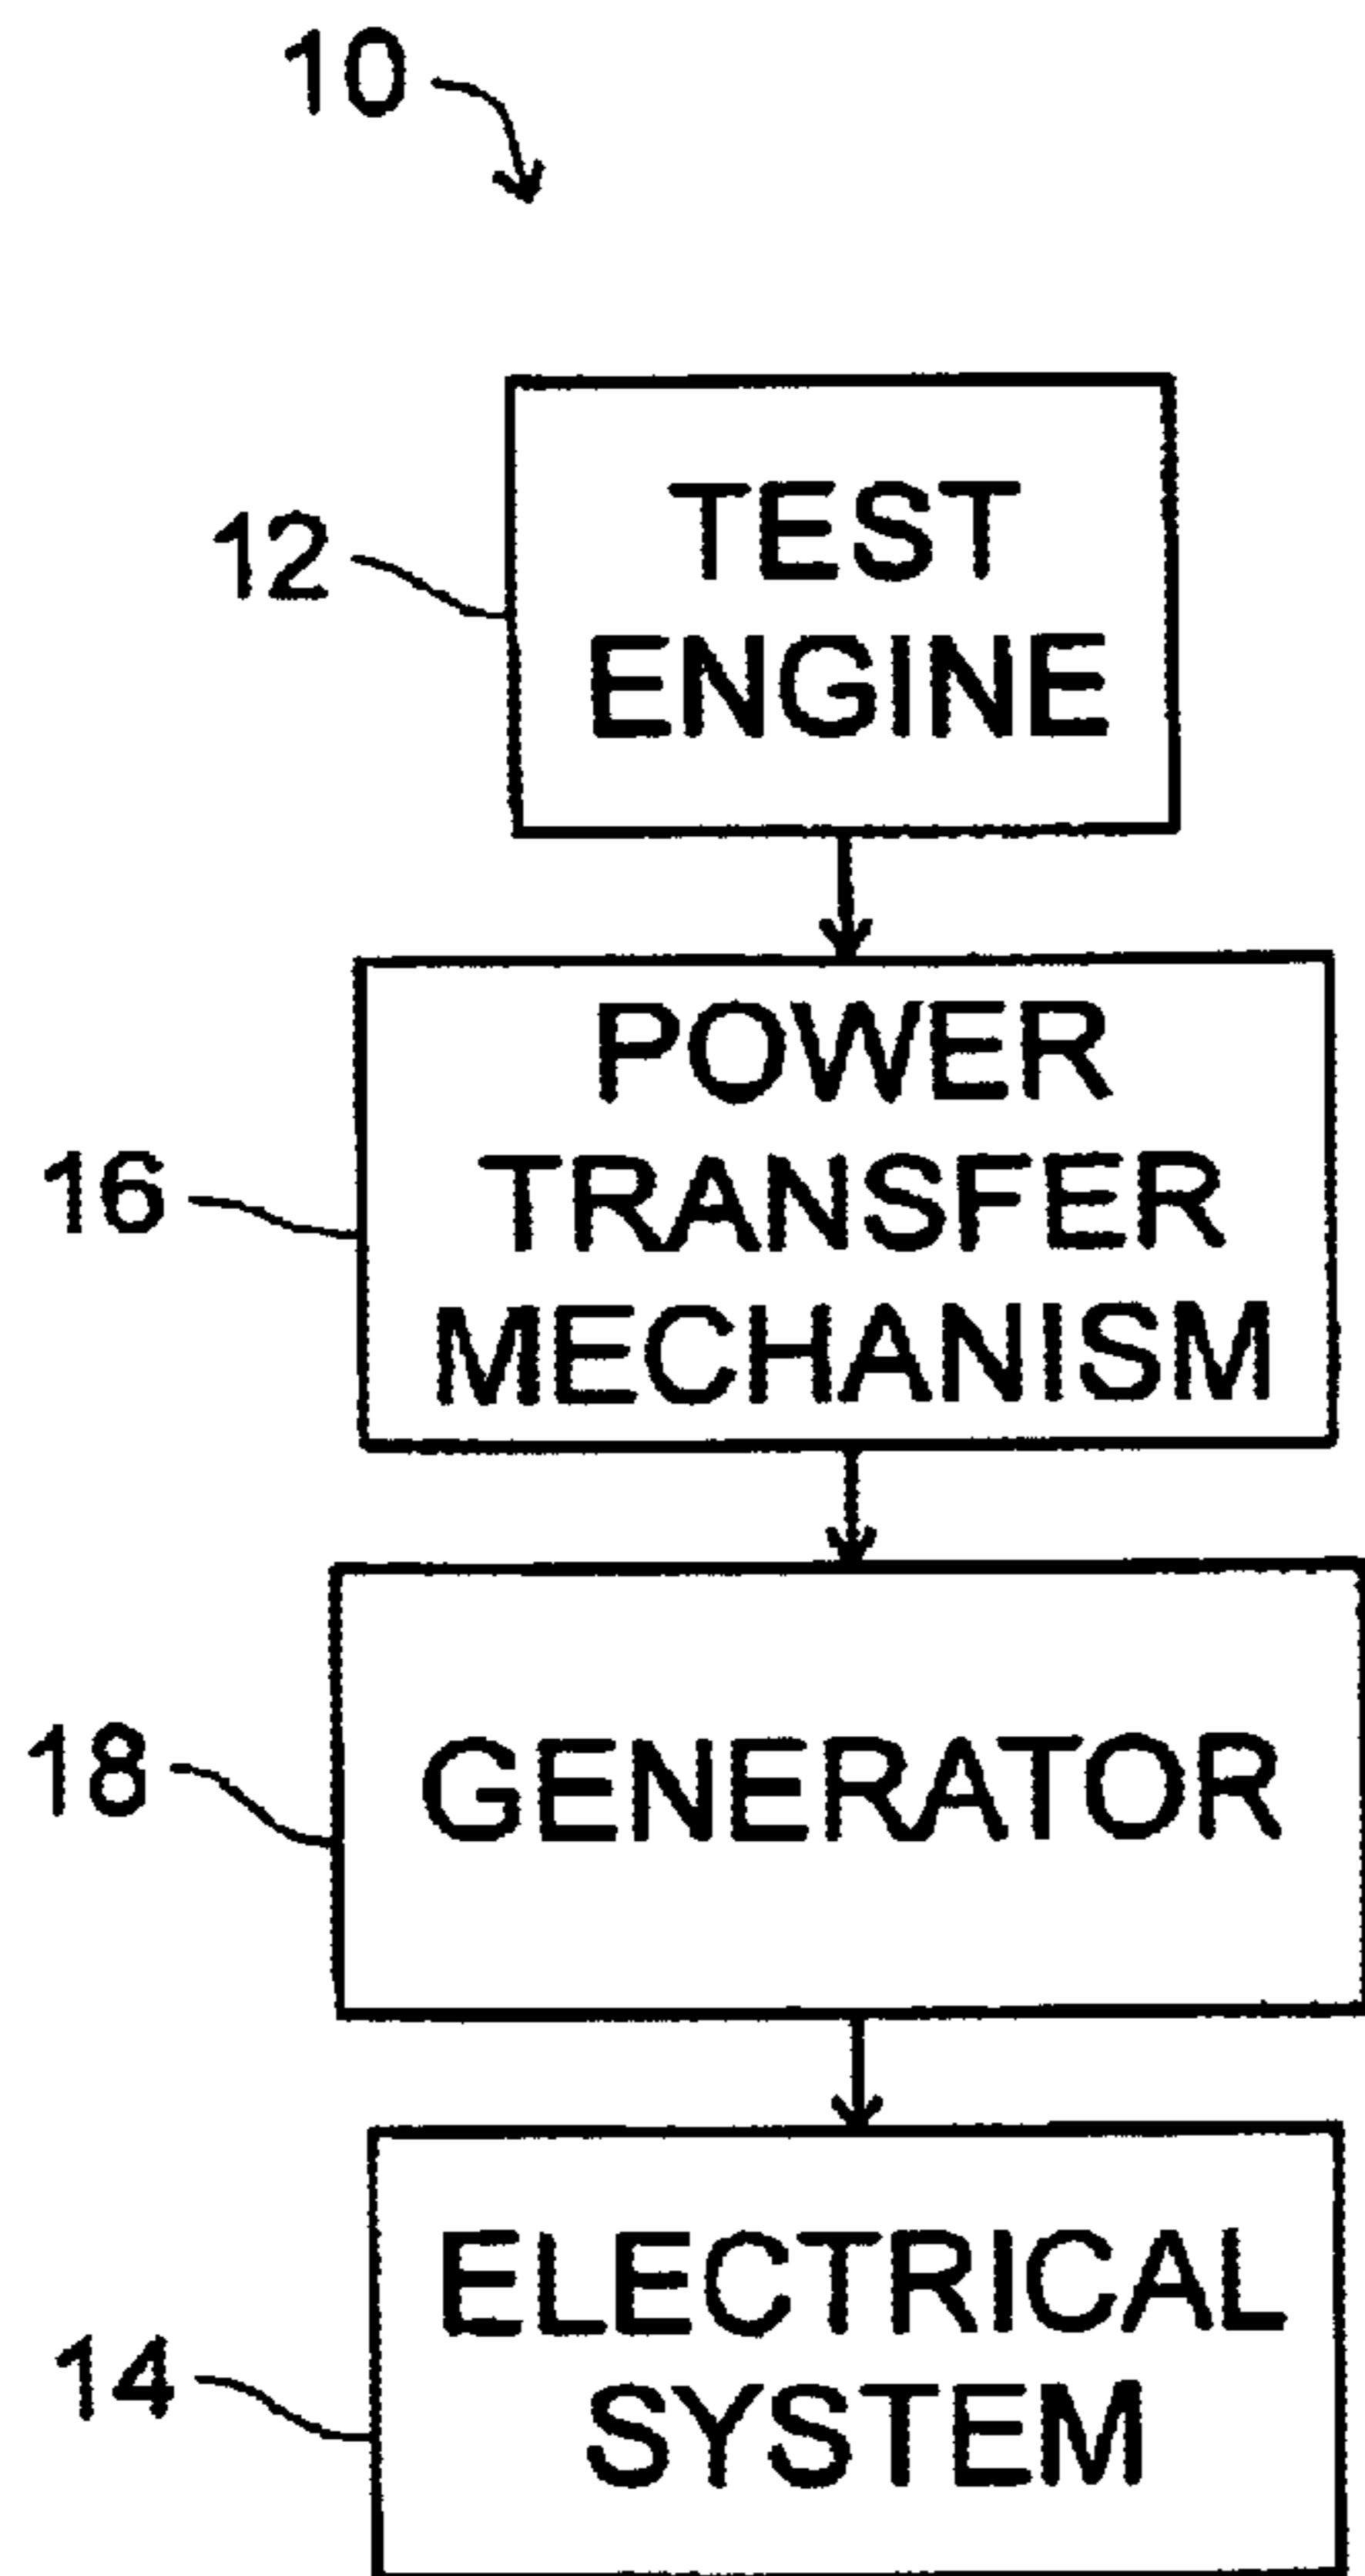 10
12
TEST
ENGINE
16
POWER
TRANSFER
MECHANISM
18
GENERATOR
14
ELECTRICAL
SYSTEM